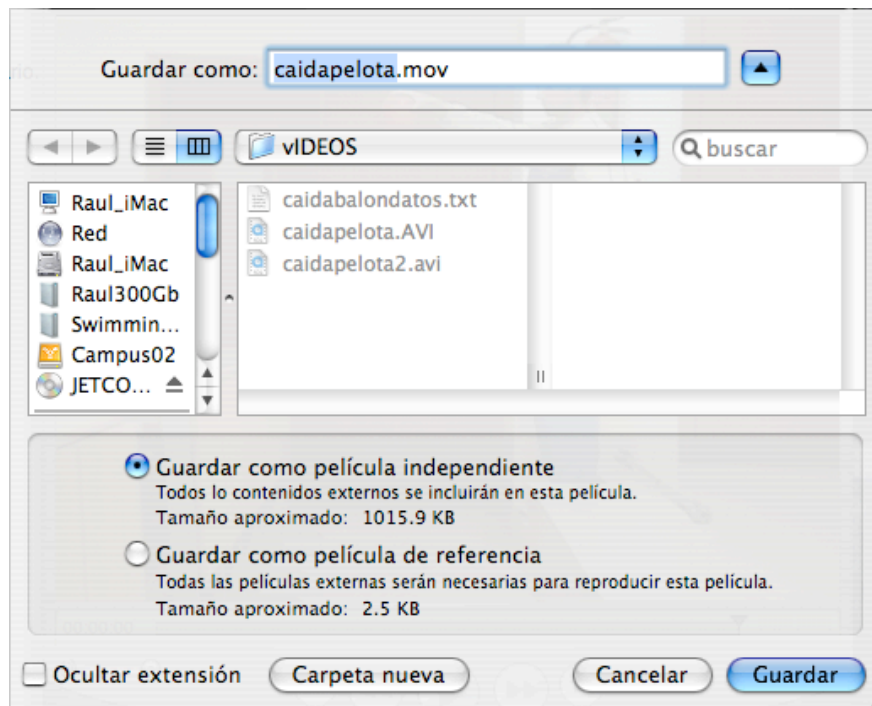 Guardar como: caidapelota.mov
vIDEOS
buscar
Raul_iMac
Red
Raul_iMac
Raul300Gb
Swimmin...
Campus02
JETCO...
caidabalondatos.txt
caidapelota.AVI
caidapelota2.avi
Guardar como película independiente
Todos lo contenidos externos se incluirán en esta película.
Tamaño aproximado: 1015.9 KB
Guardar como película de referencia
Todas las películas externas serán necesarias para reproducir esta película.
Tamaño aproximado: 2.5 KB
Ocultar extensión
Carpeta nueva
Cancelar
Guardar